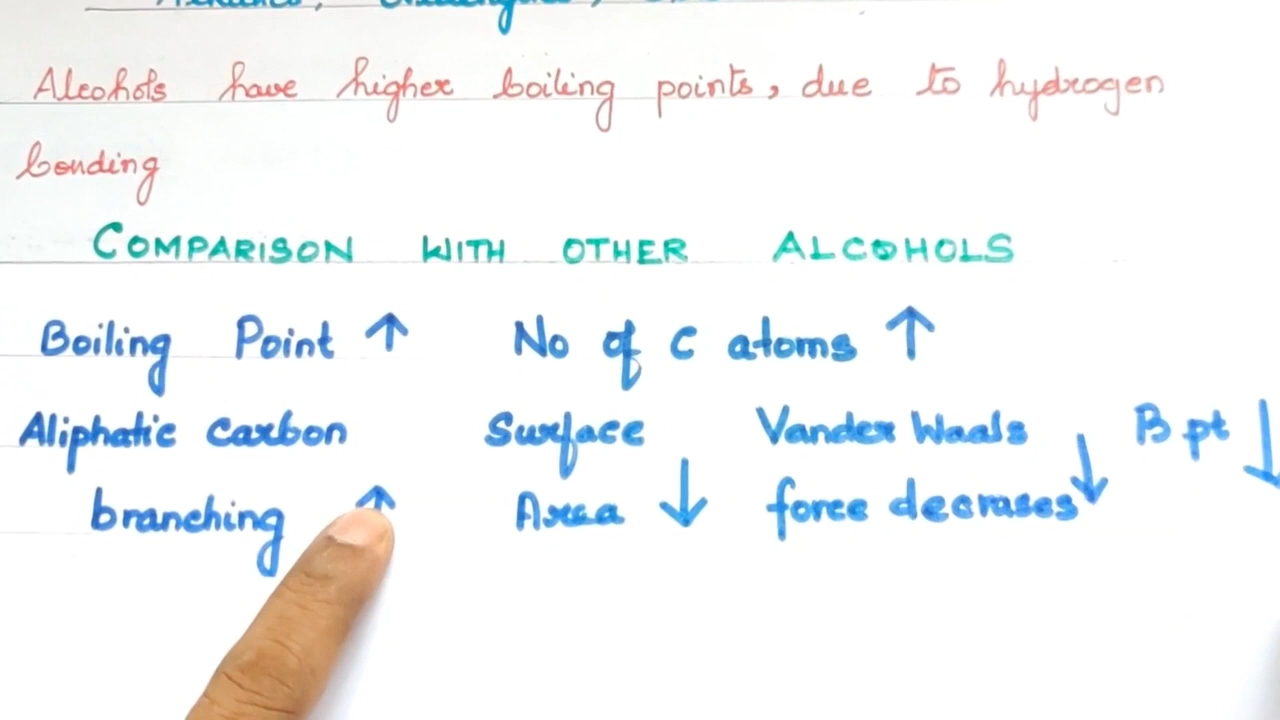 Alcohols have higher boiling points, due to hydrogen
bonding
COMPARISON WITH OTHER ALCOHOLS
Boiling Point ↑ No of C atoms ↑
Aliphatic carbon Surface Vander Waals B pt ↓
branching ↑ Area ↓ force decrases ↓